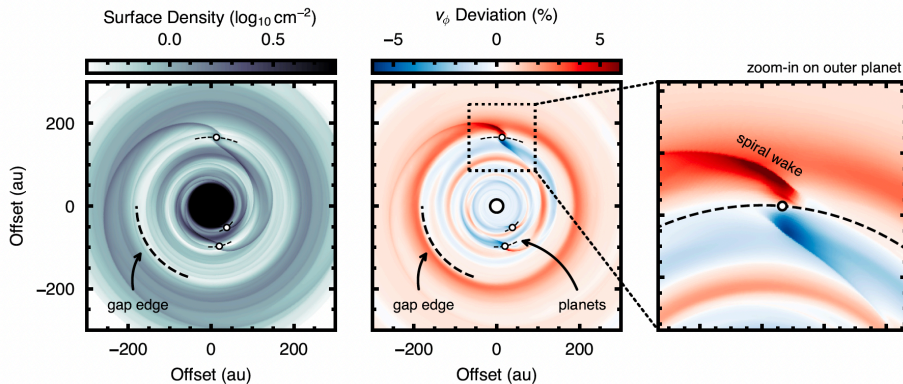 Surface Density (log₁₀ cm⁻²)
0.0 0.5
Offset (au)
200
0
−200
gap edge
−200 0 200
Offset (au)
v_ϕ Deviation (%)
−5 0 5
gap edge
planets
−200 0 200
Offset (au)
zoom-in on outer planet
spiral wake